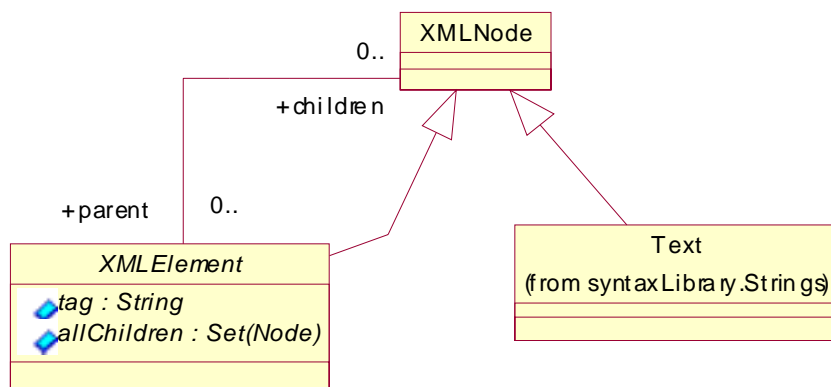 XMLNode
0..
+children
+parent
0..
XMLElement
tag : String
allChildren : Set(Node)
Text
(from syntaxLibrary.Strings)